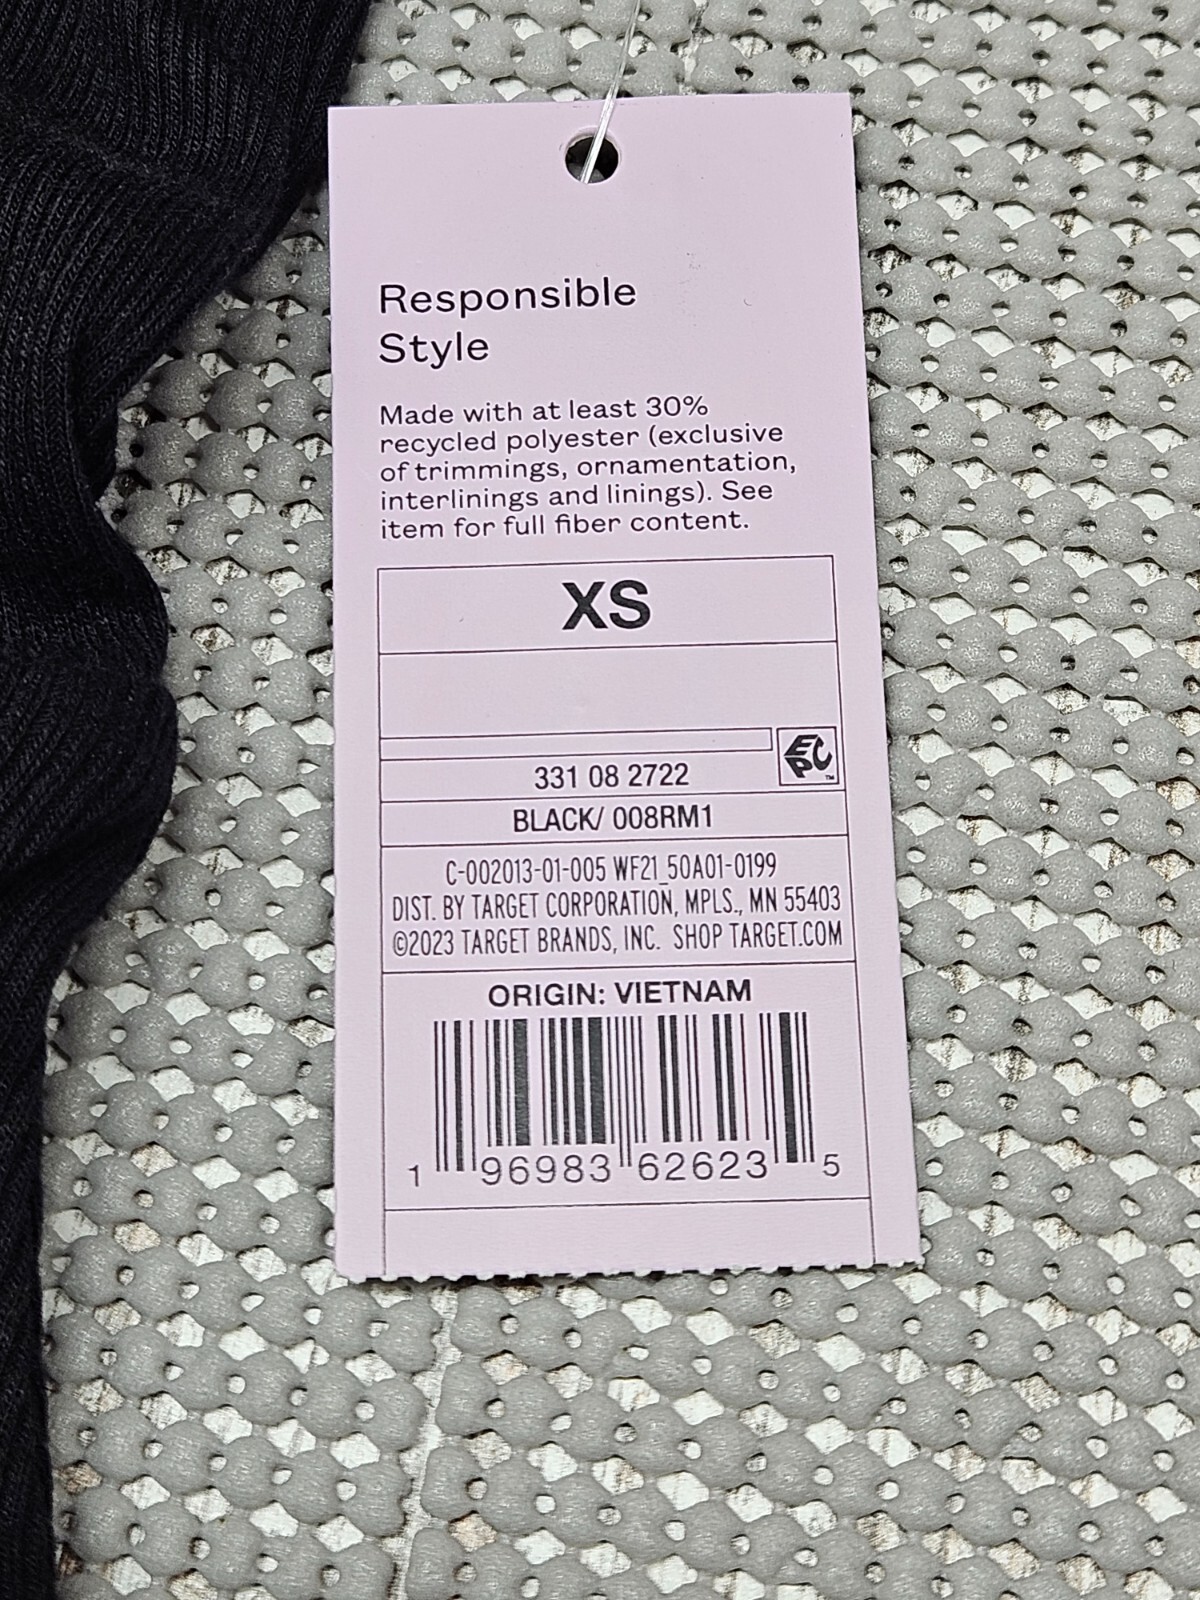 Responsible
Style
Made with at least 30%
recycled polyester (exclusive
of trimmings, ornamentation,
interlinings and linings). See
item for full fiber content.
XS
EPC™
331 08 2722
BLACK/ 008RM1
C-002013-01-005 WF21_50A01-0199
DIST. BY TARGET CORPORATION, MPLS., MN 55403
©2023 TARGET BRANDS, INC. SHOP TARGET.COM
ORIGIN: VIETNAM
1 96983 62623 5